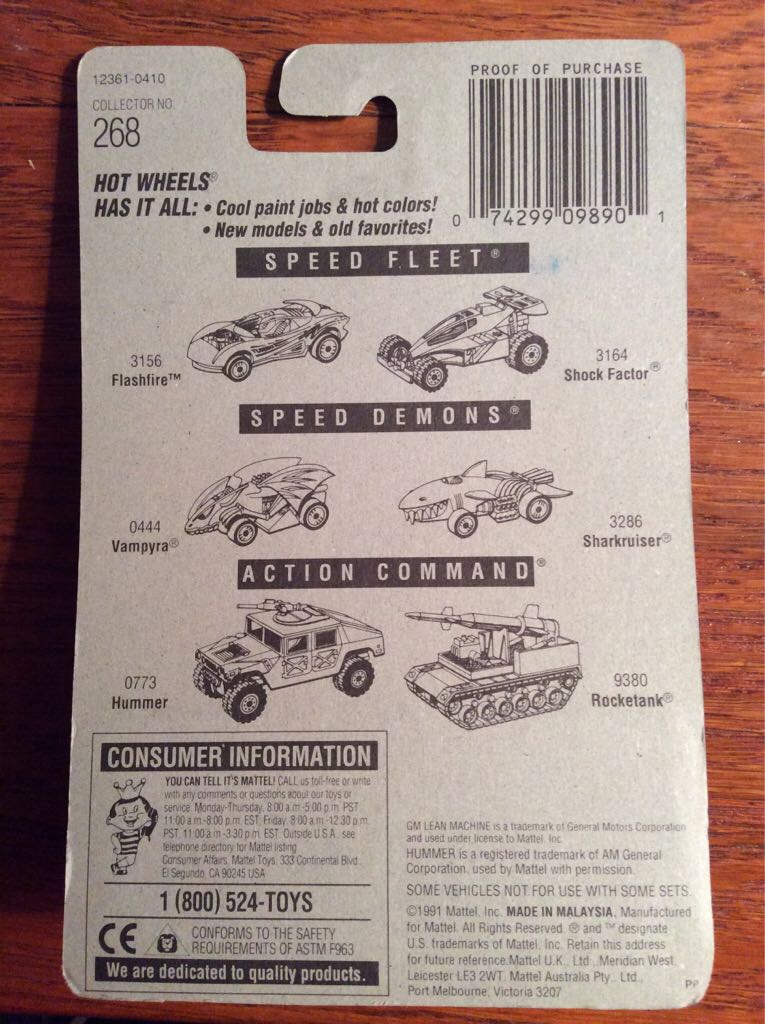 12361-0410
COLLECTOR NO.
268
PROOF OF PURCHASE
0 74299 09890 1
HOT WHEELS®
HAS IT ALL: • Cool paint jobs & hot colors!
• New models & old favorites!
SPEED FLEET®
3156
Flashfire™
3164
Shock Factor®
SPEED DEMONS®
0444
Vampyra®
3286
Sharkruiser®
ACTION COMMAND®
0773
Hummer
9380
Rocketank®
CONSUMER INFORMATION
YOU CAN TELL IT'S MATTEL! CALL us toll-free or write
with any comments or questions about our toys or
service. Monday-Thursday, 8:00 a.m.-5:00 p.m. PST
11:00 a.m.-8:00 p.m. EST, Friday, 8:00 a.m.-12:30 p.m.
PST, 11:00 a.m.-3:30 p.m. EST. Outside U.S.A., see
telephone directory for Mattel listing
Consumer Affairs, Mattel Toys, 333 Continental Blvd.,
El Segundo, CA 90245 USA
1 (800) 524-TOYS
CE CONFORMS TO THE SAFETY
REQUIREMENTS OF ASTM F963
We are dedicated to quality products.
GM LEAN MACHINE is a trademark of General Motors Corporation
and used under license to Mattel, Inc.
HUMMER is a registered trademark of AM General
Corporation, used by Mattel with permission.
SOME VEHICLES NOT FOR USE WITH SOME SETS.
©1991 Mattel, Inc. MADE IN MALAYSIA. Manufactured
for Mattel. All Rights Reserved. ® and ™ designate
U.S. trademarks of Mattel, Inc. Retain this address
for future reference. Mattel U.K., Ltd., Meridian West,
Leicester LE3 2WT. Mattel Australia Pty., Ltd.,
Port Melbourne, Victoria 3207
PP